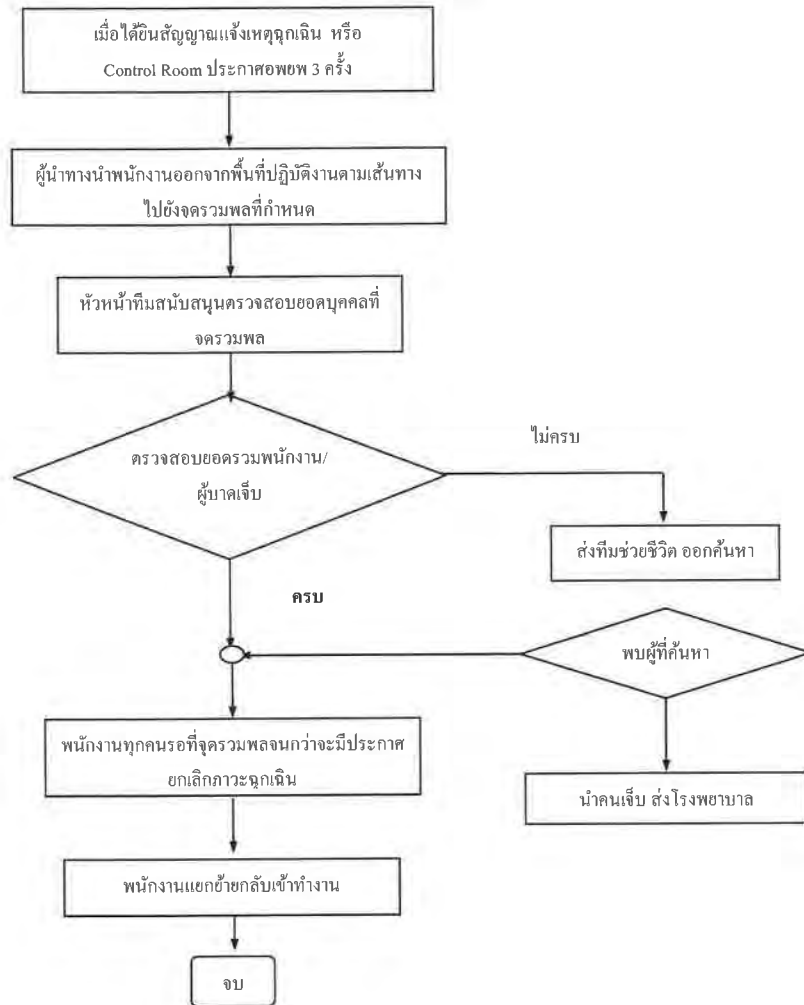 เมื่อได้ยินสัญญาณแจ้งเหตุฉุกเฉิน หรือ
Control Room ประกาศอพยพ 3 ครั้ง
ผู้นำทางนำพนักงานออกจากพื้นที่ปฏิบัติงานตามเส้นทาง
ไปยังจุดรวมพลที่กำหนด
หัวหน้าทีมสนับสนุนตรวจสอบยอดบุคคลที่
จุดรวมพล
ตรวจสอบยอดรวมพนักงาน/
ผู้บาดเจ็บ
ไม่ครบ
ส่งทีมช่วยชีวิต ออกค้นหา
ครบ
พบผู้ที่ค้นหา
พนักงานทุกคนรอที่จุดรวมพลจนกว่าจะมีประกาศ
ยกเลิกภาวะฉุกเฉิน
นำคนเจ็บ ส่งโรงพยาบาล
พนักงานแยกย้ายกลับเข้าทำงาน
จบ